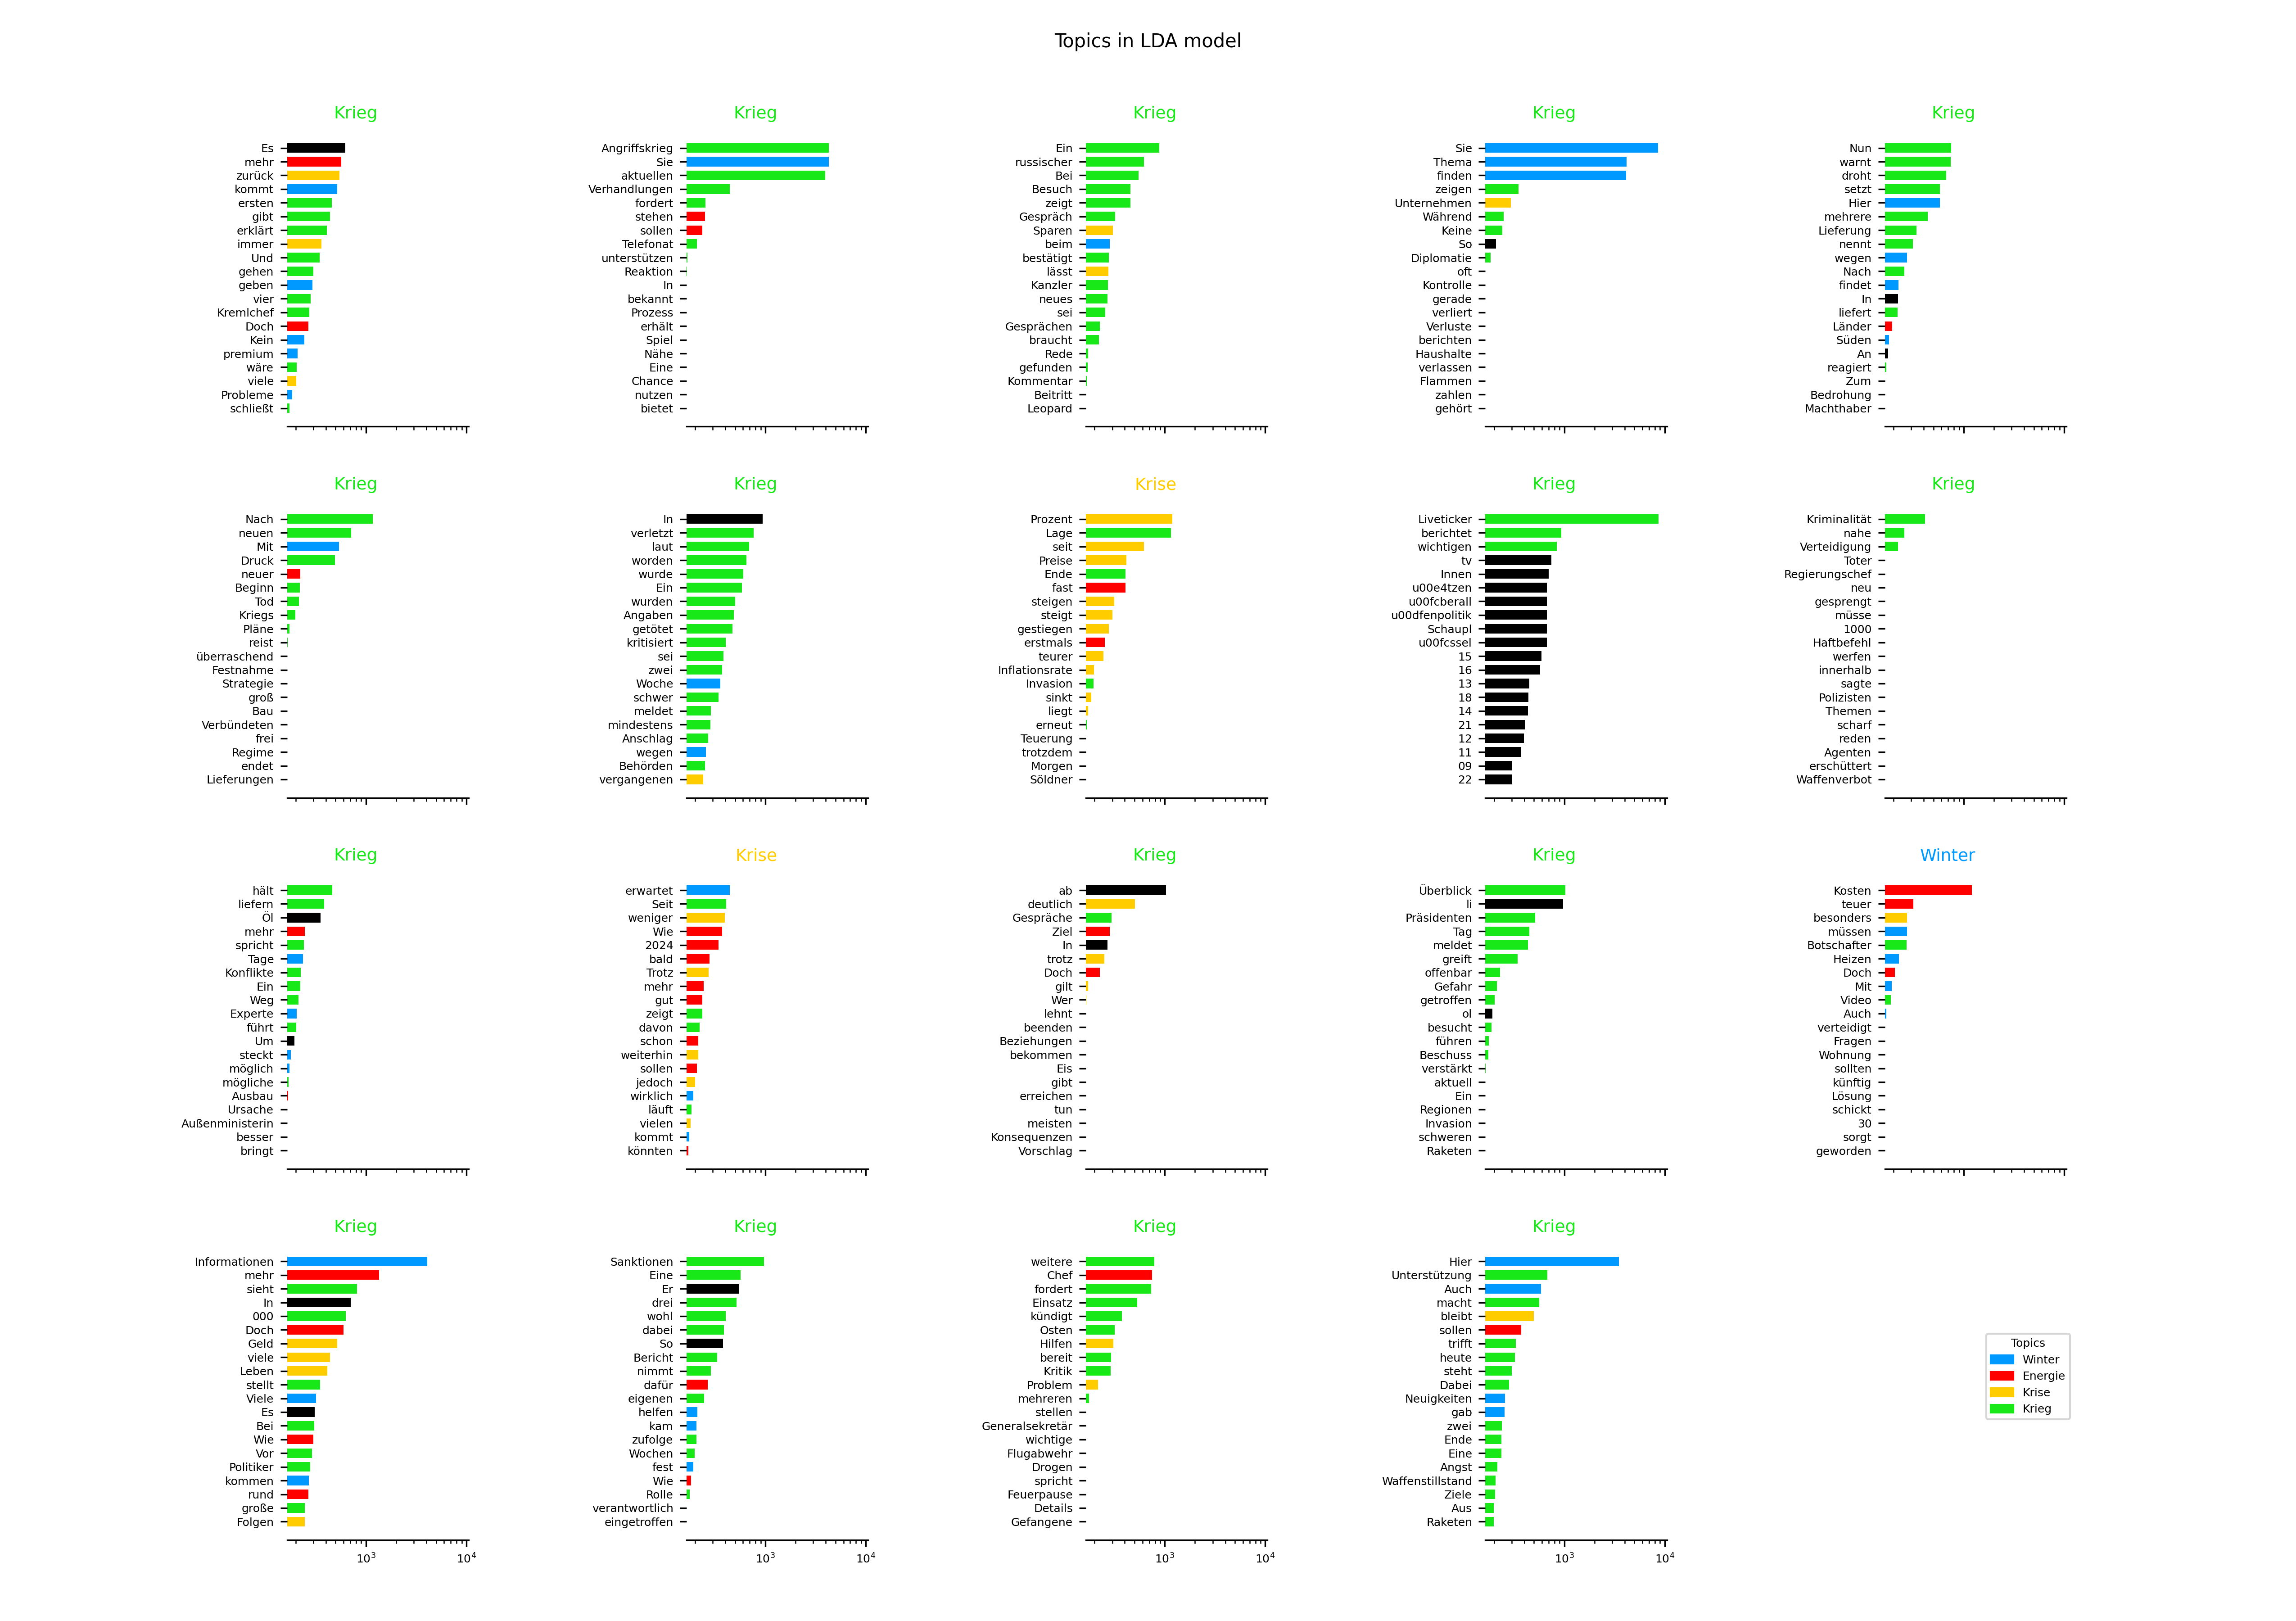 Topics in LDA model
Krieg
Es
mehr
zurück
kommt
ersten
gibt
erklärt
immer
Und
gehen
geben
vier
Kremlchef
Doch
Kein
premium
wäre
viele
Probleme
schließt
Krieg
Angriffskrieg
Sie
aktuellen
Verhandlungen
fordert
stehen
sollen
Telefonat
unterstützen
Reaktion
In
bekannt
Prozess
erhält
Spiel
Nähe
Eine
Chance
nutzen
bietet
Krieg
Ein
russischer
Bei
Besuch
zeigt
Gespräch
Sparen
beim
bestätigt
lässt
Kanzler
neues
sei
Gesprächen
braucht
Rede
gefunden
Kommentar
Beitritt
Leopard
Krieg
Sie
Thema
finden
zeigen
Unternehmen
Während
Keine
So
Diplomatie
oft
Kontrolle
gerade
verliert
Verluste
berichten
Haushalte
verlassen
Flammen
zahlen
gehört
Krieg
Nun
warnt
droht
setzt
Hier
mehrere
Lieferung
nennt
wegen
Nach
findet
In
liefert
Länder
Süden
An
reagiert
Zum
Bedrohung
Machthaber
Krieg
Nach
neuen
Mit
Druck
neuer
Beginn
Tod
Kriegs
Pläne
reist
überraschend
Festnahme
Strategie
groß
Bau
Verbündeten
frei
Regime
endet
Lieferungen
Krieg
In
verletzt
laut
worden
wurde
Ein
wurden
Angaben
getötet
kritisiert
sei
zwei
Woche
schwer
meldet
mindestens
Anschlag
wegen
Behörden
vergangenen
Krise
Prozent
Lage
seit
Preise
Ende
fast
steigen
steigt
gestiegen
erstmals
teurer
Inflationsrate
Invasion
sinkt
liegt
erneut
Teuerung
trotzdem
Morgen
Söldner
Krieg
Liveticker
berichtet
wichtigen
tv
Innen
u00e4tzen
u00fcberall
u00dfenpolitik
Schaupl
u00fcssel
15
16
13
18
14
21
12
11
09
22
Krieg
Kriminalität
nahe
Verteidigung
Toter
Regierungschef
neu
gesprengt
müsse
1000
Haftbefehl
werfen
innerhalb
sagte
Polizisten
Themen
scharf
reden
Agenten
erschüttert
Waffenverbot
Krieg
hält
liefern
Öl
mehr
spricht
Tage
Konflikte
Ein
Weg
Experte
führt
Um
steckt
möglich
mögliche
Ausbau
Ursache
Außenministerin
besser
bringt
Krise
erwartet
Seit
weniger
Wie
2024
bald
Trotz
mehr
gut
zeigt
davon
schon
weiterhin
sollen
jedoch
wirklich
läuft
vielen
kommt
könnten
Krieg
ab
deutlich
Gespräche
Ziel
In
trotz
Doch
gilt
Wer
lehnt
beenden
Beziehungen
bekommen
Eis
gibt
erreichen
tun
meisten
Konsequenzen
Vorschlag
Krieg
Überblick
li
Präsidenten
Tag
meldet
greift
offenbar
Gefahr
getroffen
ol
besucht
führen
Beschuss
verstärkt
aktuell
Ein
Regionen
Invasion
schweren
Raketen
Winter
Kosten
teuer
besonders
müssen
Botschafter
Heizen
Doch
Mit
Video
Auch
verteidigt
Fragen
Wohnung
sollten
künftig
Lösung
schickt
30
sorgt
geworden
Krieg
Informationen
mehr
sieht
In
000
Doch
Geld
viele
Leben
stellt
Viele
Es
Bei
Wie
Vor
Politiker
kommen
rund
große
Folgen
10³ 10⁴
Krieg
Sanktionen
Eine
Er
drei
wohl
dabei
So
Bericht
nimmt
dafür
eigenen
helfen
kam
zufolge
Wochen
fest
Wie
Rolle
verantwortlich
eingetroffen
10³ 10⁴
Krieg
weitere
Chef
fordert
Einsatz
kündigt
Osten
Hilfen
bereit
Kritik
Problem
mehreren
stellen
Generalsekretär
wichtige
Flugabwehr
Drogen
spricht
Feuerpause
Details
Gefangene
10³ 10⁴
Krieg
Hier
Unterstützung
Auch
macht
bleibt
sollen
trifft
heute
steht
Dabei
Neuigkeiten
gab
zwei
Ende
Eine
Angst
Waffenstillstand
Ziele
Aus
Raketen
10³ 10⁴
Topics
Winter
Energie
Krise
Krieg